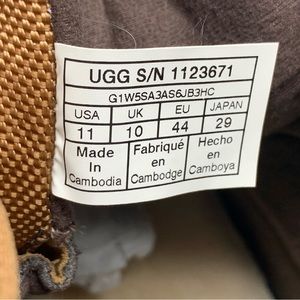 UGG S/N 1123671
G1W5SA3AS6JB3HC
USA UK EU JAPAN
11 10 44 29
Made Fabriqué Hecho
In en en
Cambodia Cambodge Camboya